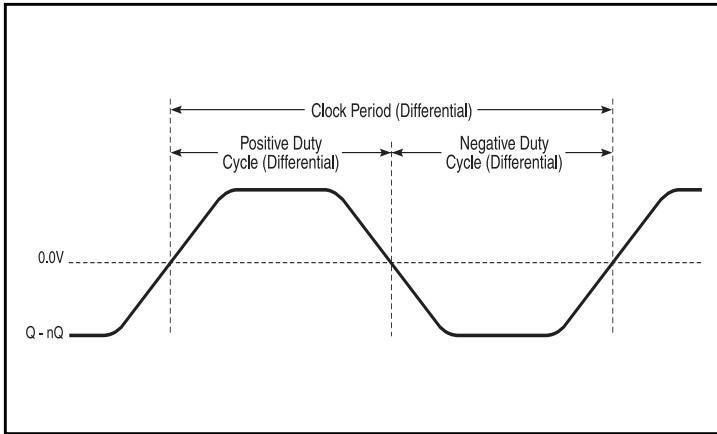 Clock Period (Differential)
Positive Duty
Cycle (Differential)
Negative Duty
Cycle (Differential)
0.0V
Q - nQ